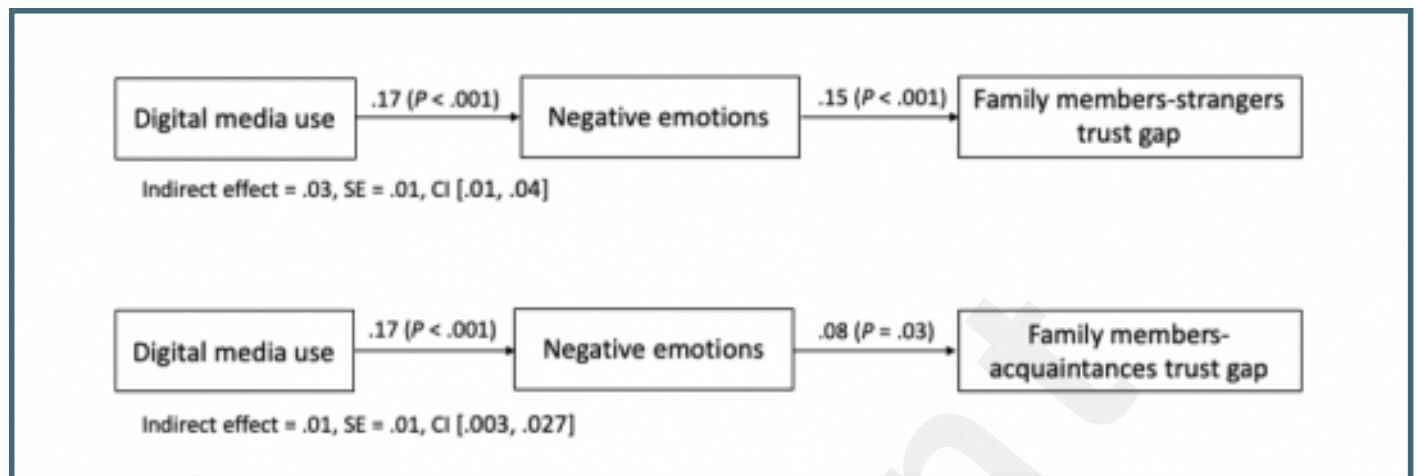 Digital media use
.17 (P < .001)
Negative emotions
.15 (P < .001)
Family members-strangers
trust gap
Indirect effect = .03, SE = .01, CI [.01, .04]
Digital media use
.17 (P < .001)
Negative emotions
.08 (P = .03)
Family members-
acquaintances trust gap
Indirect effect = .01, SE = .01, CI [.003, .027]
nt